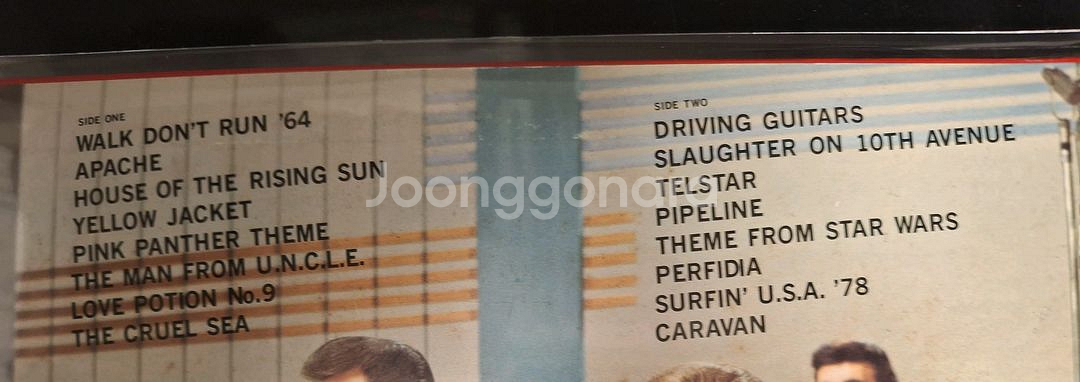 SIDE ONE
WALK DON'T RUN '64
APACHE
HOUSE OF THE RISING SUN
YELLOW JACKET
PINK PANTHER THEME
THE MAN FROM U.N.C.L.E.
LOVE POTION No.9
THE CRUEL SEA
SIDE TWO
DRIVING GUITARS
SLAUGHTER ON 10TH AVENUE
TELSTAR
PIPELINE
THEME FROM STAR WARS
PERFIDIA
SURFIN' U.S.A. '78
CARAVAN
Joonggonara